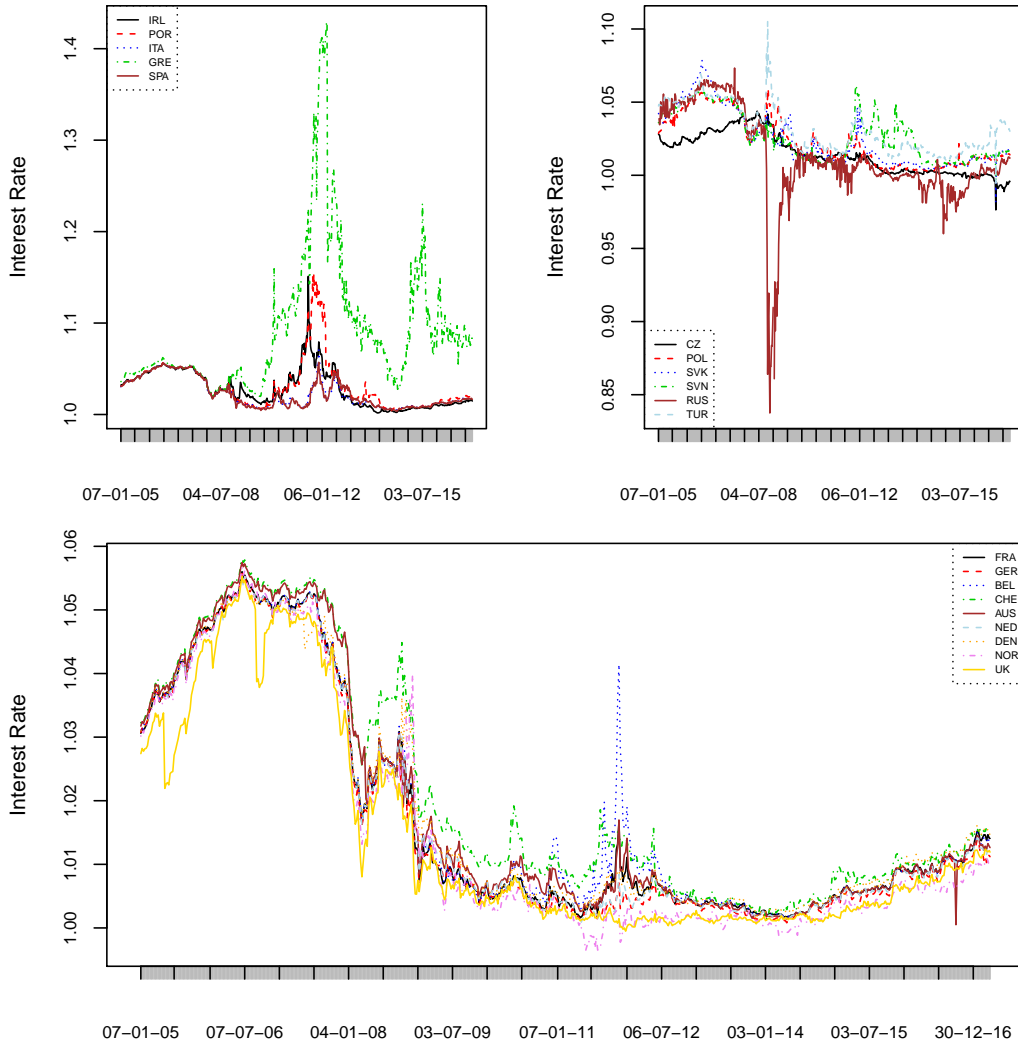 Interest Rate
1.0 1.1 1.2 1.3 1.4
IRL
POR
ITA
GRE
SPA
07−01−05 04−07−08 06−01−12 03−07−15
Interest Rate
0.85 0.90 0.95 1.00 1.05 1.10
CZ
POL
SVK
SVN
RUS
TUR
07−01−05 04−07−08 06−01−12 03−07−15
Interest Rate
1.00 1.01 1.02 1.03 1.04 1.05 1.06
FRA
GER
BEL
CHE
AUS
NED
DEN
NOR
UK
07−01−05 07−07−06 04−01−08 03−07−09 07−01−11 06−07−12 03−01−14 03−07−15 30−12−16